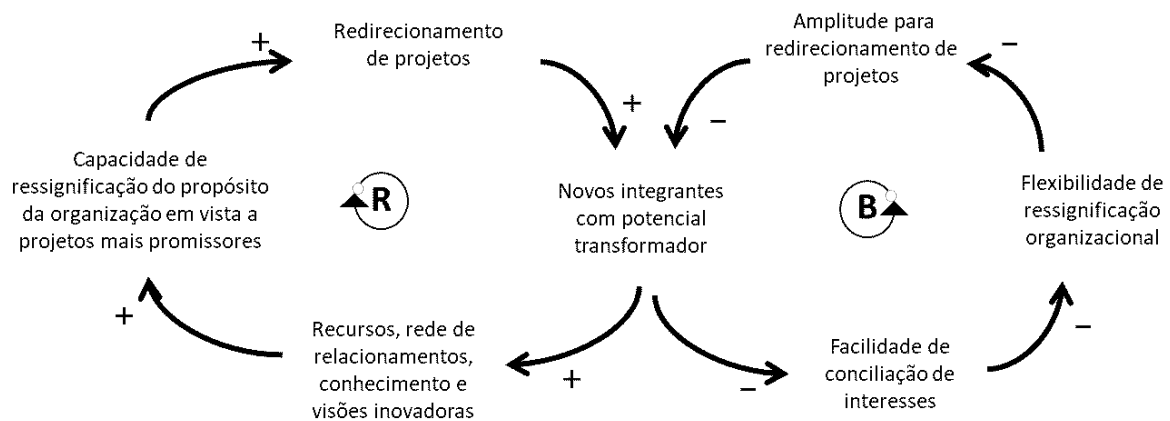 Redirecionamento
de projetos
+
+
Amplitude para
redirecionamento de
projetos
−
−
Capacidade de
ressignificação do propósito
da organização em vista a
projetos mais promissores
R
Novos integrantes
com potencial
transformador
B
Flexibilidade de
ressignificação
organizacional
+
Recursos, rede de
relacionamentos,
conhecimento e
visões inovadoras
+
−
Facilidade de
conciliação de
interesses
−